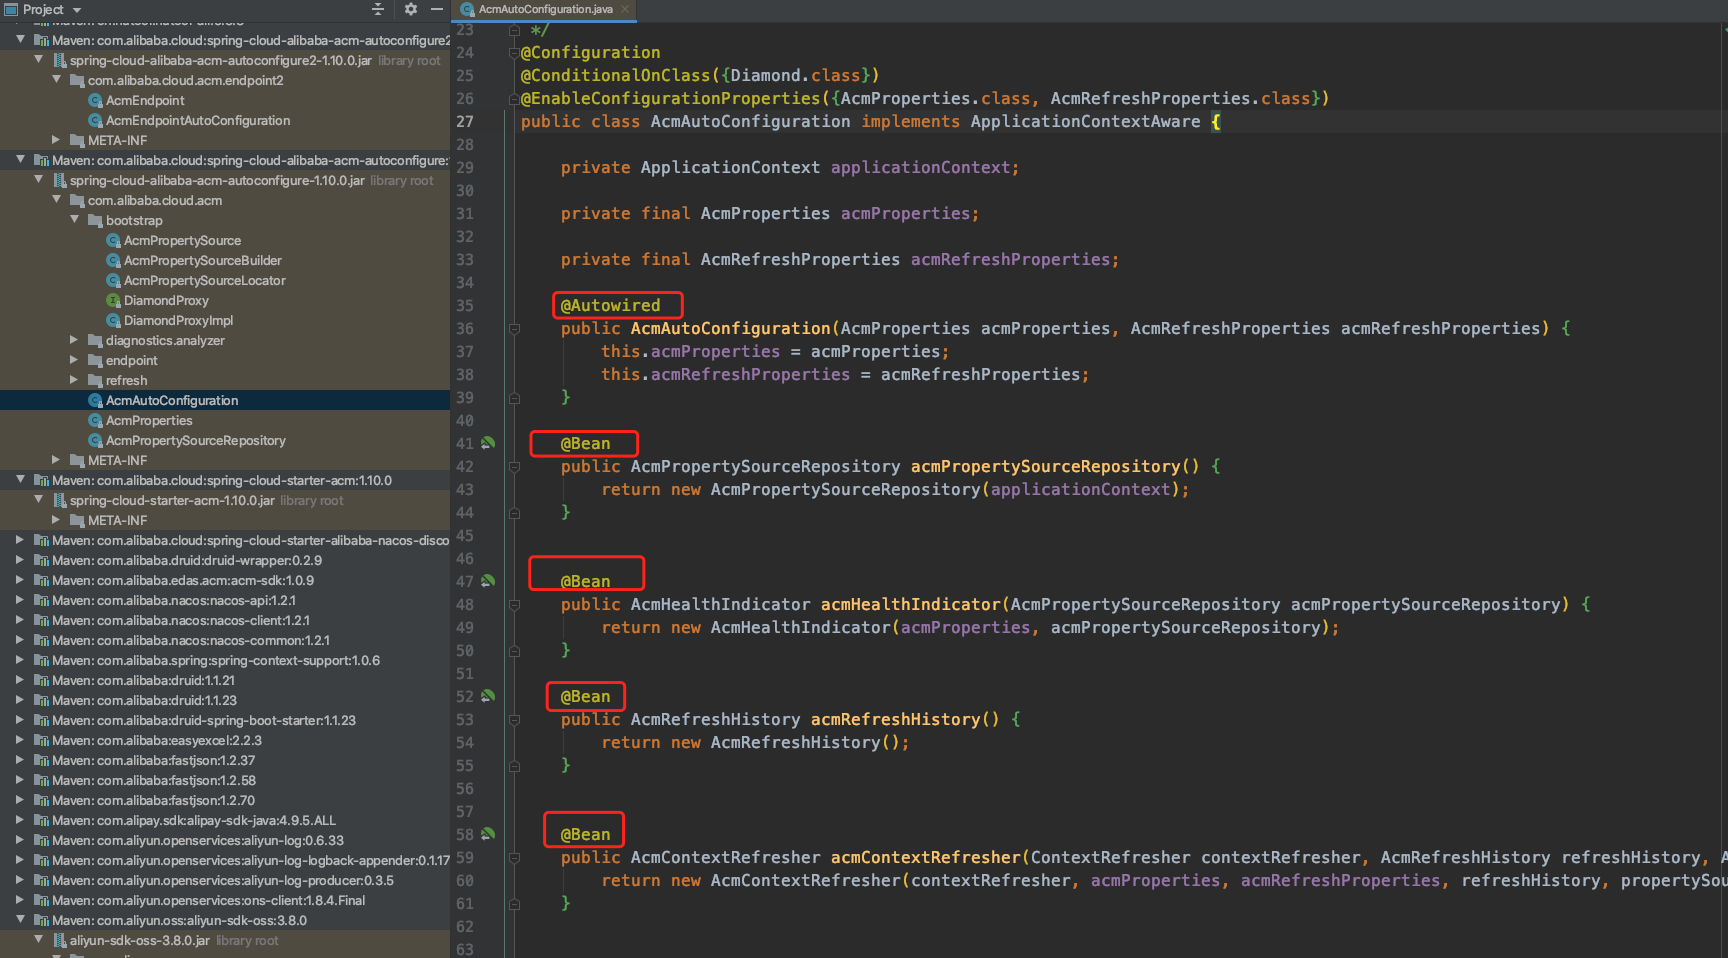 Project
AcmAutoConfiguration.java
Maven: com.alibaba.cloud:spring-cloud-alibaba-acm-autoconfigure2
spring-cloud-alibaba-acm-autoconfigure2-1.10.0.jar library root
com.alibaba.cloud.acm.endpoint2
AcmEndpoint
AcmEndpointAutoConfiguration
META-INF
Maven: com.alibaba.cloud:spring-cloud-alibaba-acm-autoconfigure:
spring-cloud-alibaba-acm-autoconfigure-1.10.0.jar library root
com.alibaba.cloud.acm
bootstrap
AcmPropertySource
AcmPropertySourceBuilder
AcmPropertySourceLocator
DiamondProxy
DiamondProxyImpl
diagnostics.analyzer
endpoint
refresh
AcmAutoConfiguration
AcmProperties
AcmPropertySourceRepository
META-INF
Maven: com.alibaba.cloud:spring-cloud-starter-acm:1.10.0
spring-cloud-starter-acm-1.10.0.jar library root
META-INF
Maven: com.alibaba.cloud:spring-cloud-starter-alibaba-nacos-disco
Maven: com.alibaba.druid:druid-wrapper:0.2.9
Maven: com.alibaba.edas.acm:acm-sdk:1.0.9
Maven: com.alibaba.nacos:nacos-api:1.2.1
Maven: com.alibaba.nacos:nacos-client:1.2.1
Maven: com.alibaba.nacos:nacos-common:1.2.1
Maven: com.alibaba.spring:spring-context-support:1.0.6
Maven: com.alibaba:druid:1.1.21
Maven: com.alibaba:druid:1.1.23
Maven: com.alibaba:druid-spring-boot-starter:1.1.23
Maven: com.alibaba:easyexcel:2.2.3
Maven: com.alibaba:fastjson:1.2.37
Maven: com.alibaba:fastjson:1.2.58
Maven: com.alibaba:fastjson:1.2.70
Maven: com.alipay.sdk:alipay-sdk-java:4.9.5.ALL
Maven: com.aliyun.openservices:aliyun-log:0.6.33
Maven: com.aliyun.openservices:aliyun-log-logback-appender:0.1.17
Maven: com.aliyun.openservices:aliyun-log-producer:0.3.5
Maven: com.aliyun.openservices:ons-client:1.8.4.Final
Maven: com.aliyun.oss:aliyun-sdk-oss:3.8.0
aliyun-sdk-oss-3.8.0.jar library root
23 */
24 @Configuration
25 @ConditionalOnClass({Diamond.class})
26 @EnableConfigurationProperties({AcmProperties.class, AcmRefreshProperties.class})
27 public class AcmAutoConfiguration implements ApplicationContextAware {
28
29 private ApplicationContext applicationContext;
30
31 private final AcmProperties acmProperties;
32
33 private final AcmRefreshProperties acmRefreshProperties;
34
35 @Autowired
36 public AcmAutoConfiguration(AcmProperties acmProperties, AcmRefreshProperties acmRefreshProperties) {
37 this.acmProperties = acmProperties;
38 this.acmRefreshProperties = acmRefreshProperties;
39 }
40
41 @Bean
42 public AcmPropertySourceRepository acmPropertySourceRepository() {
43 return new AcmPropertySourceRepository(applicationContext);
44 }
45
46
47 @Bean
48 public AcmHealthIndicator acmHealthIndicator(AcmPropertySourceRepository acmPropertySourceRepository) {
49 return new AcmHealthIndicator(acmProperties, acmPropertySourceRepository);
50 }
51
52 @Bean
53 public AcmRefreshHistory acmRefreshHistory() {
54 return new AcmRefreshHistory();
55 }
56
57
58 @Bean
59 public AcmContextRefresher acmContextRefresher(ContextRefresher contextRefresher, AcmRefreshHistory refreshHistory, A
60 return new AcmContextRefresher(contextRefresher, acmProperties, acmRefreshProperties, refreshHistory, propertySou
61 }
62
63